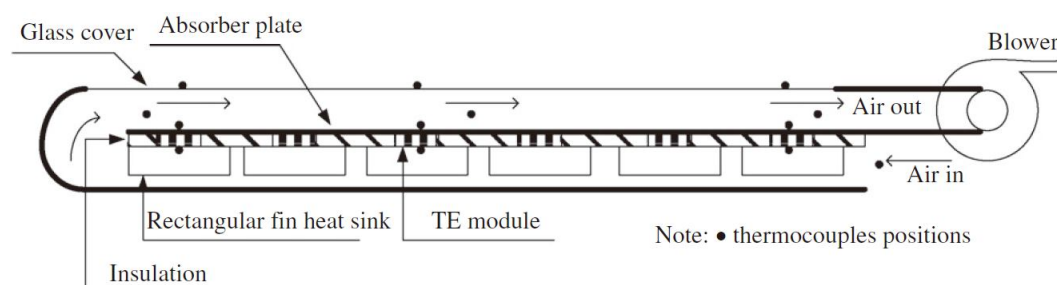 Glass cover
Absorber plate
Blower
Air out
Air in
Rectangular fin heat sink
TE module
Note: • thermocouples positions
Insulation